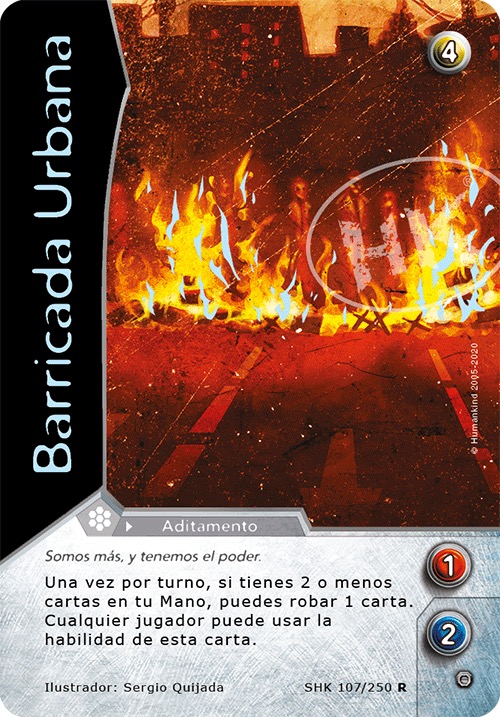 Barricada Urbana
4
HK
© Humankind 2005-2020
Aditamento
Somos más, y tenemos el poder.
Una vez por turno, si tienes 2 o menos
cartas en tu Mano, puedes robar 1 carta.
Cualquier jugador puede usar la
habilidad de esta carta.
1
2
Ilustrador: Sergio Quijada
SHK 107/250 R